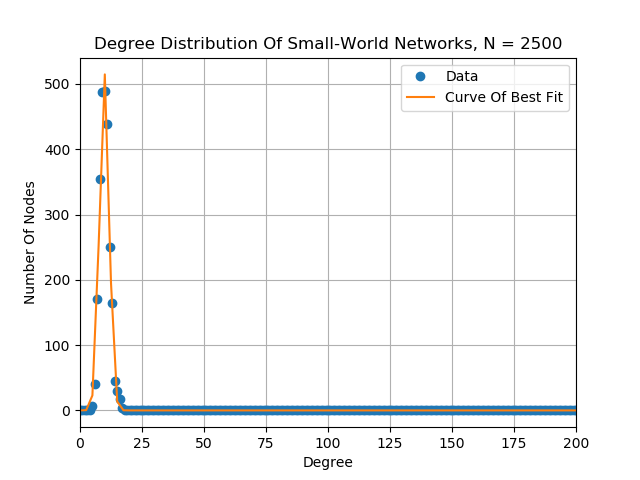 Degree Distribution Of Small-World Networks, N = 2500
Data
Curve Of Best Fit
Number Of Nodes
500
400
300
200
100
0
0 25 50 75 100 125 150 175 200
Degree